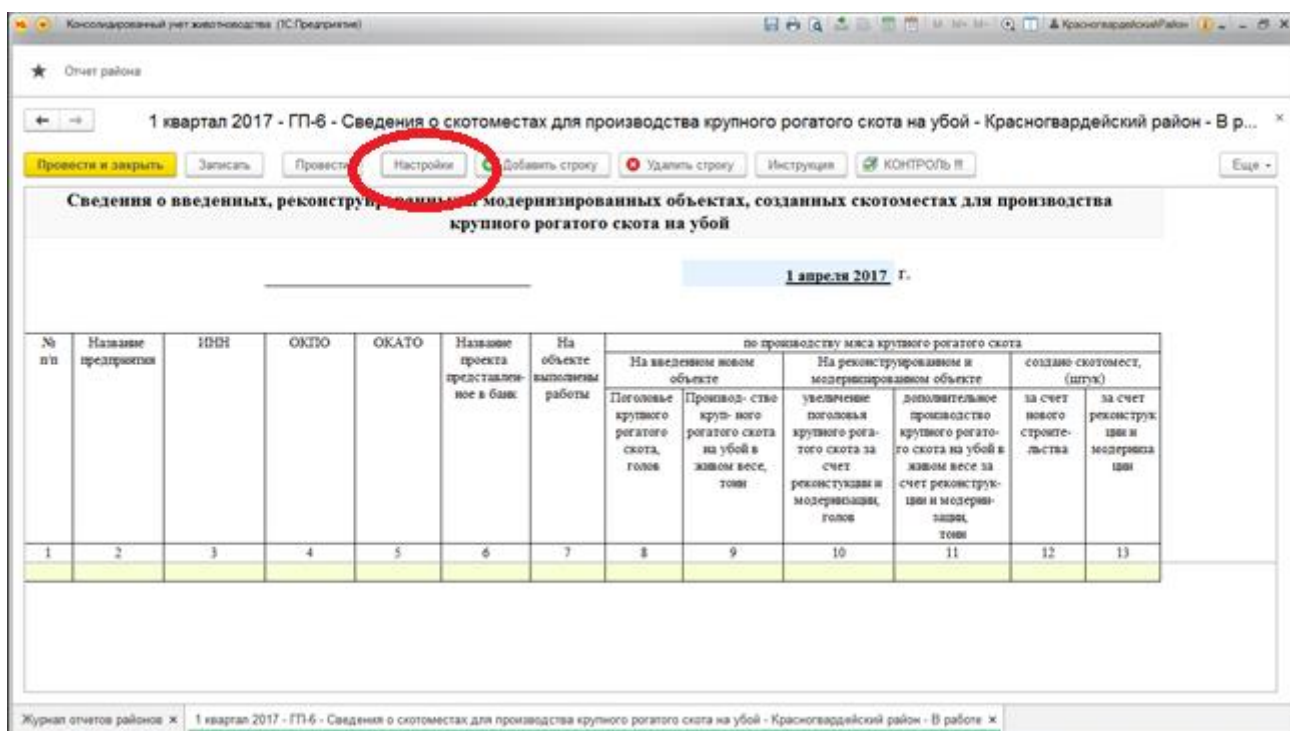 Консолидированный учет животноводства (1С:Предприятие)
М М+ М-
КрасногвардейскийРайон
Отчет района
1 квартал 2017 - ГП-6 - Сведения о скотоместах для производства крупного рогатого скота на убой - Красногвардейский район - В р...
Провести и закрыть Записать Провести Настройки Добавить строку Удалить строку Инструкция КОНТРОЛЬ !!! Еще
Сведения о введенных, реконструированных и модернизированных объектах, созданных скотоместах для производства
крупного рогатого скота на убой
1 апреля 2017 г.
№
п/п
Название
предприятия
ИНН
ОКПО
ОКАТО
Название
проекта
представлен-
ное в банк
На
объекте
выполнены
работы
по производству мяса крупного рогатого скота
На введенном новом
объекте
На реконструированном и
модернизированном объекте
создано скотомест,
(штук)
Поголовье
крупного
рогатого
скота,
голов
Производ- ство
круп- ного
рогатого скота
на убой в
живом весе,
тонн
увеличение
поголовья
крупного рога-
того скота за
счет
реконстукции и
модернизации,
голов
дополнительное
производство
крупного рогато-
го скота на убой в
живом весе за
счет реконструк-
ции и модерни-
зации,
тонн
за счет
нового
строите-
льства
за счет
реконструк
ции и
модерниза
ции
1 2 3 4 5 6 7 8 9 10 11 12 13
Журнал отчетов районов 1 квартал 2017 - ГП-6 - Сведения о скотоместах для производства крупного рогатого скота на убой - Красногвардейский район - В работе